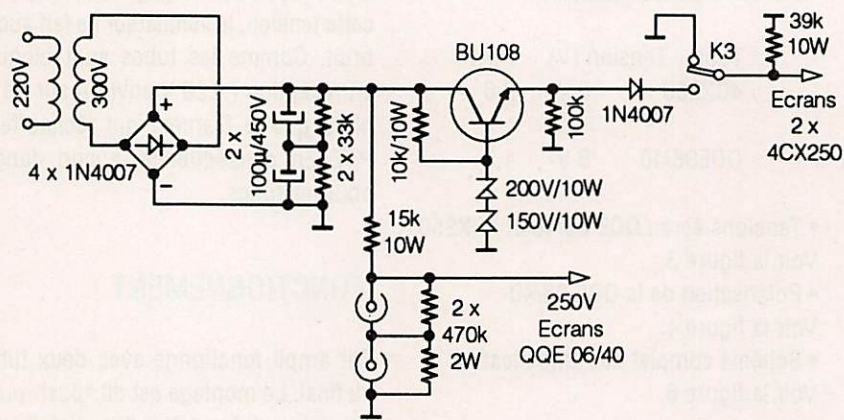 220V
300V
4 x 1N4007
+
−
2 x
100µ/450V
2 x 33k
10k/10W
BU108
200V/10W
150V/10W
100k
1N4007
K3
39k
10W
Ecrans
2 x
4CX250
15k
10W
2 x
470k
2W
250V
Ecrans
QQE 06/40